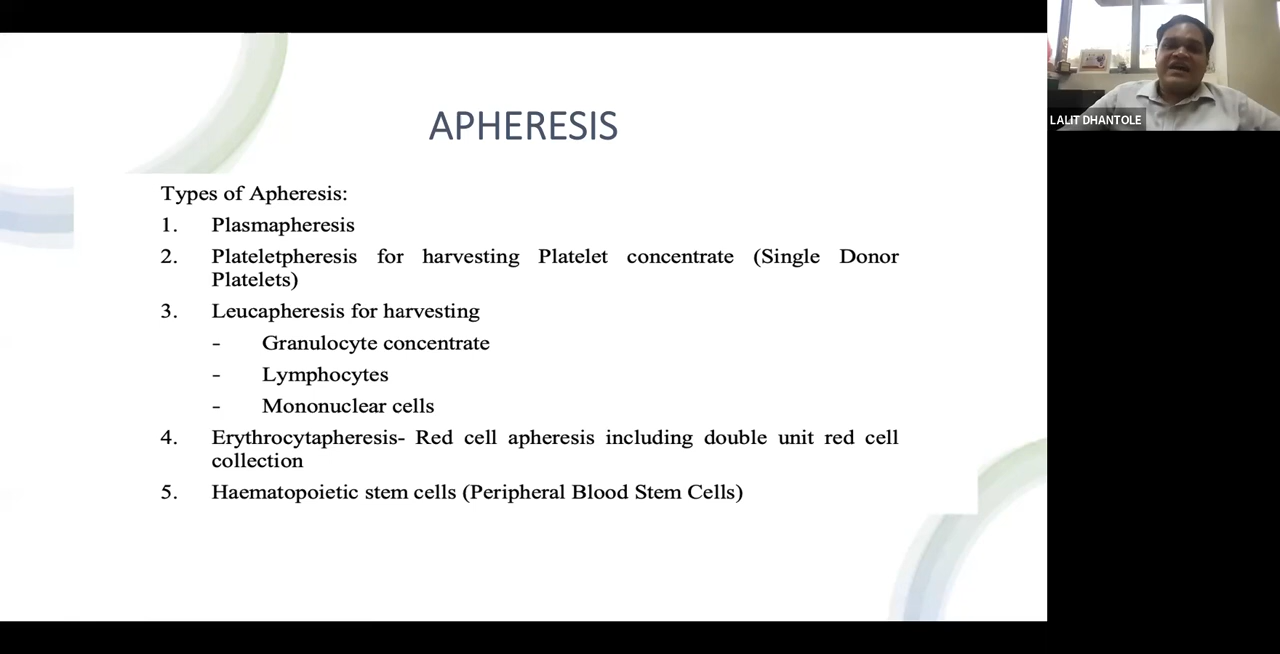 APHERESIS
Types of Apheresis:
1. Plasmapheresis
2. Plateletpheresis for harvesting Platelet concentrate (Single Donor
Platelets)
3. Leucapheresis for harvesting
- Granulocyte concentrate
- Lymphocytes
- Mononuclear cells
4. Erythrocytapheresis- Red cell apheresis including double unit red cell
collection
5. Haematopoietic stem cells (Peripheral Blood Stem Cells)
LALIT DHANTOLE